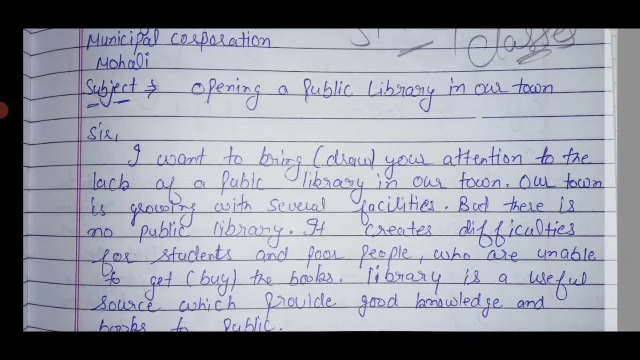 Classes
Municipal Corporation
Mohali
Subject → Opening a Public Library in our town
Sir,
I want to bring (draw) your attention to the
lack of a public library in our town. Our town
is growing with several facilities. But there is
no public library. It creates difficulties
for students and poor people, who are unable
to get (buy) the books. Library is a useful
source which provide good knowledge and
books to public.